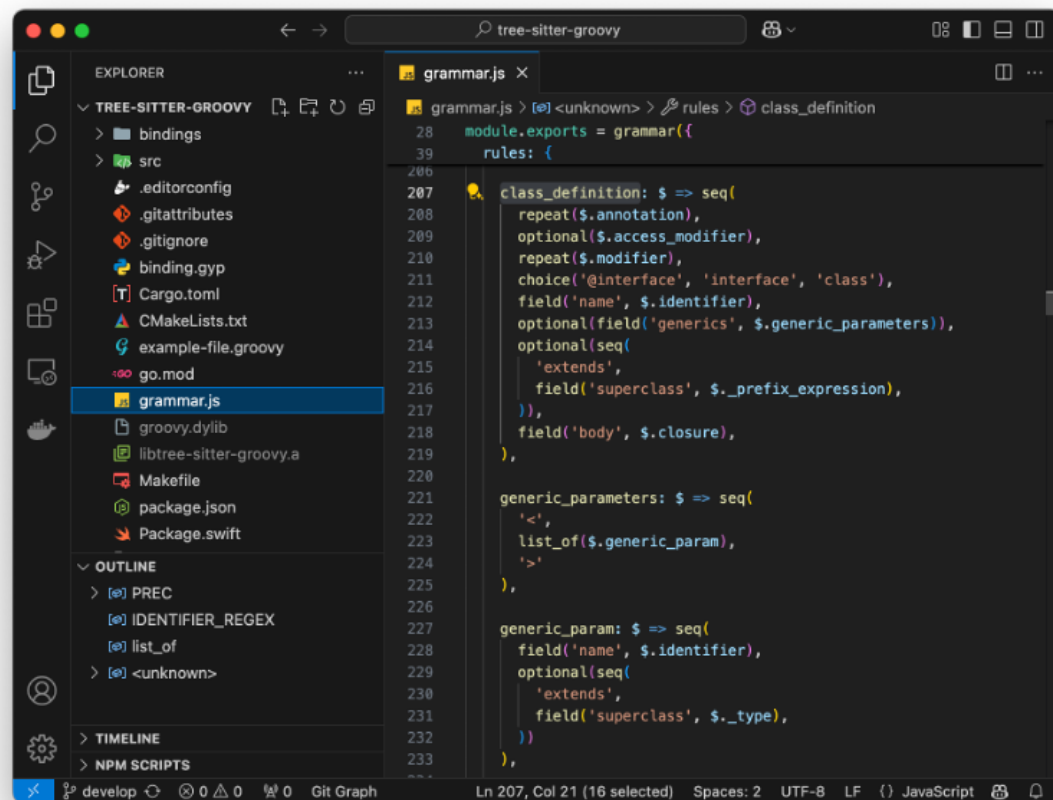 tree-sitter-groovy
EXPLORER
TREE-SITTER-GROOVY
bindings
src
.editorconfig
.gitattributes
.gitignore
binding.gyp
Cargo.toml
CMakeLists.txt
example-file.groovy
go.mod
grammar.js
groovy.dylib
libtree-sitter-groovy.a
Makefile
package.json
Package.swift
OUTLINE
PREC
IDENTIFIER_REGEX
list_of
<unknown>
TIMELINE
NPM SCRIPTS
grammar.js
grammar.js > <unknown> > rules > class_definition
28 module.exports = grammar({
39 rules: {
206
207 class_definition: $ => seq(
208 repeat($.annotation),
209 optional($.access_modifier),
210 repeat($.modifier),
211 choice('@interface', 'interface', 'class'),
212 field('name', $.identifier),
213 optional(field('generics', $.generic_parameters)),
214 optional(seq(
215 'extends',
216 field('superclass', $._prefix_expression),
217 )),
218 field('body', $.closure),
219 ),
220
221 generic_parameters: $ => seq(
222 '<',
223 list_of($.generic_param),
224 '>'
225 ),
226
227 generic_param: $ => seq(
228 field('name', $.identifier),
229 optional(seq(
230 'extends',
231 field('superclass', $._type),
232 ))
233 ),
develop 0 0 0 Git Graph Ln 207, Col 21 (16 selected) Spaces: 2 UTF-8 LF {} JavaScript